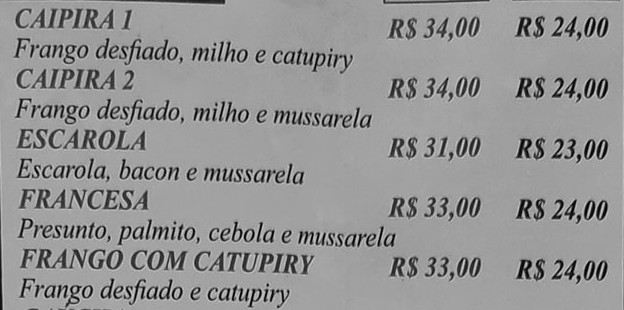 CAIPIRA 1 R$ 34,00 R$ 24,00
Frango desfiado, milho e catupiry
CAIPIRA 2 R$ 34,00 R$ 24,00
Frango desfiado, milho e mussarela
ESCAROLA R$ 31,00 R$ 23,00
Escarola, bacon e mussarela
FRANCESA R$ 33,00 R$ 24,00
Presunto, palmito, cebola e mussarela
FRANGO COM CATUPIRY R$ 33,00 R$ 24,00
Frango desfiado e catupiry